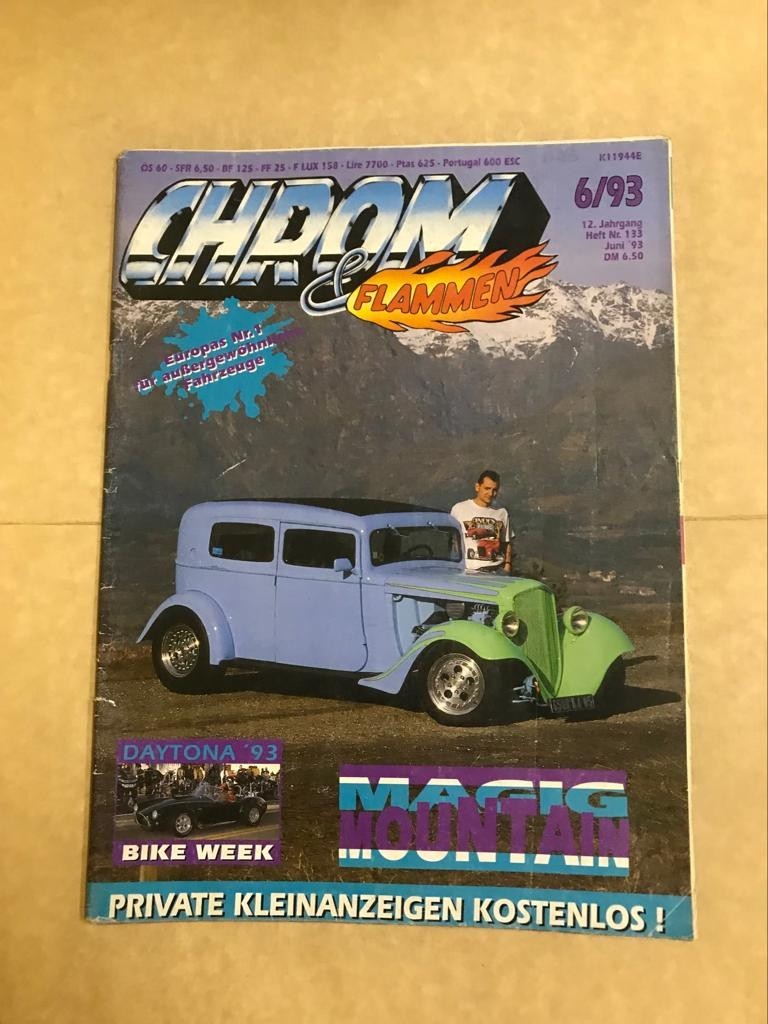 ÖS 60 - SFR 6,50 - BF 125 - FF 25 - F LUX 158 - Lire 7700 - Ptas 625 - Portugal 600 ESC
K11944E
CHROM
&
FLAMMEN
6/93
12. Jahrgang
Heft Nr. 133
Juni '93
DM 6.50
Europas Nr.1
für
Fahrzeuge
DAYTONA '93
BIKE WEEK
MAGIC
MOUNTAIN
PRIVATE KLEINANZEIGEN KOSTENLOS !